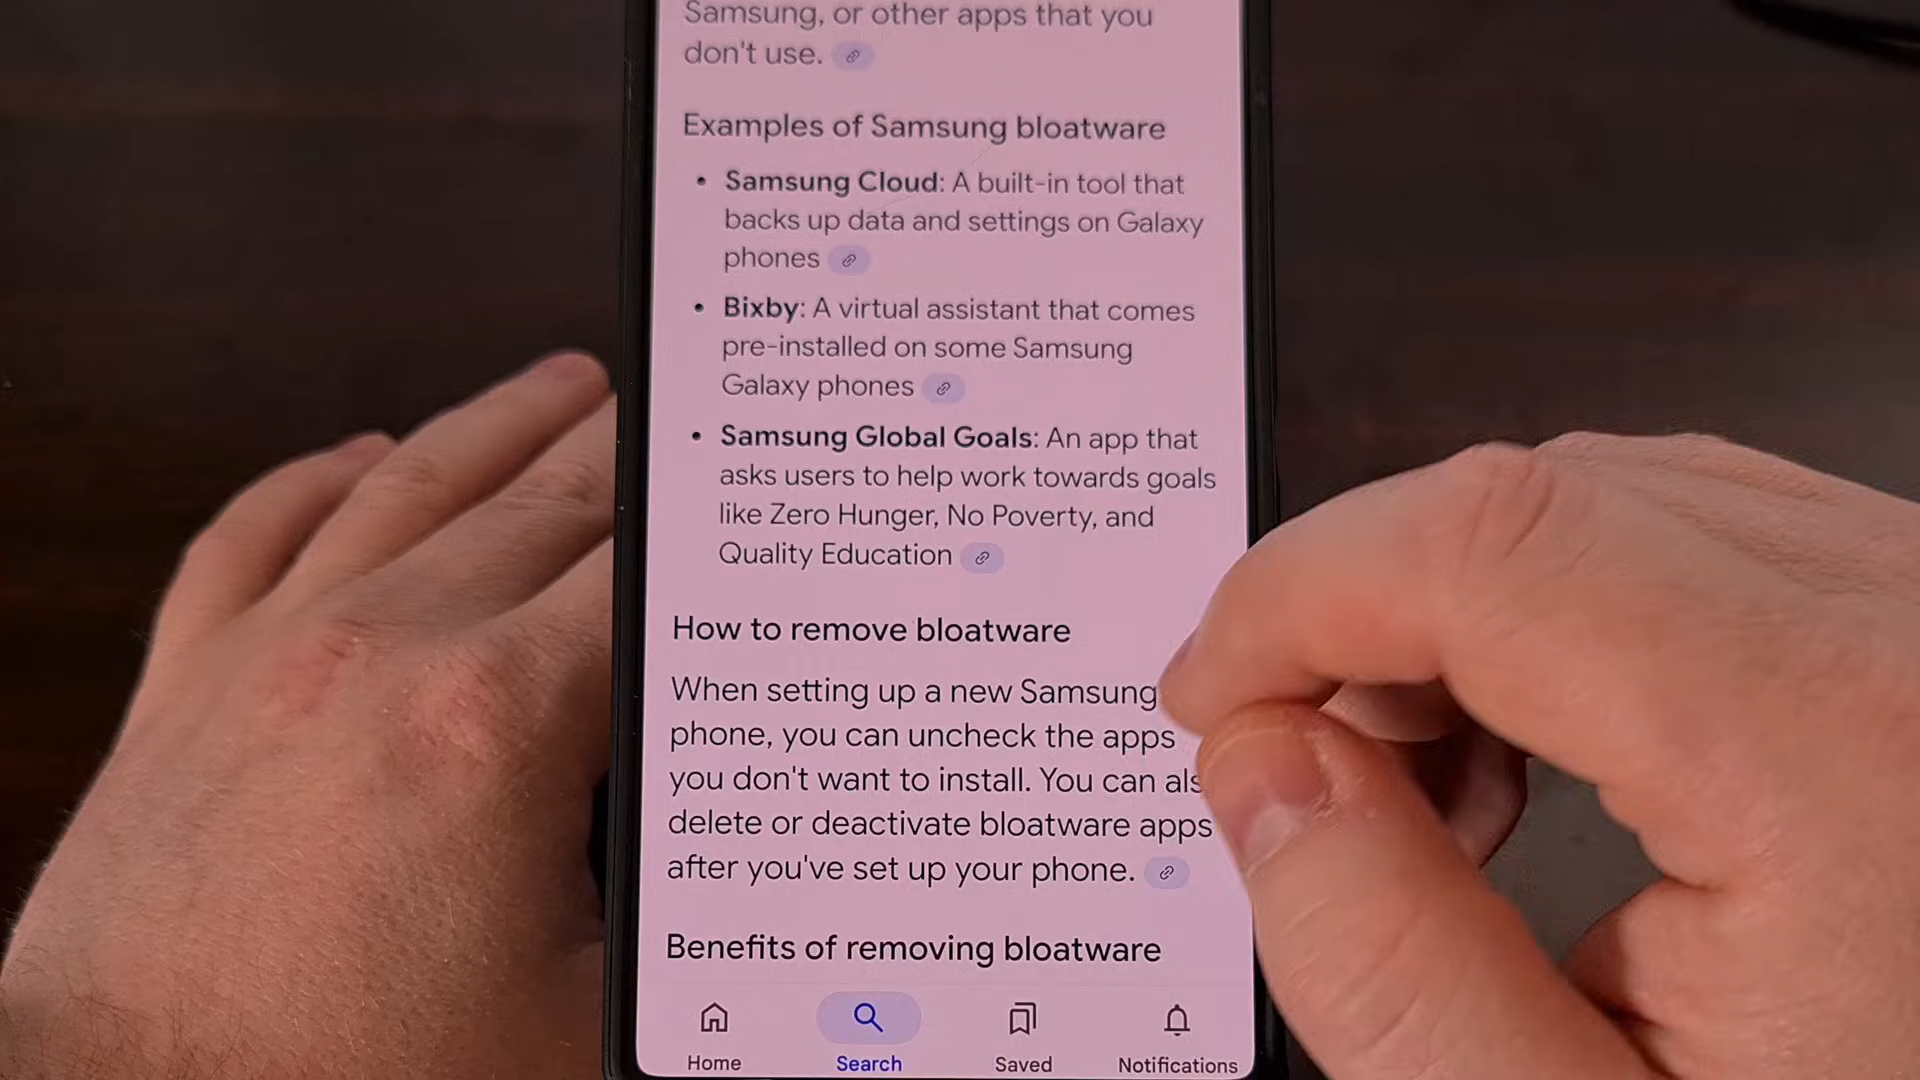 Samsung, or other apps that you
don't use.
Examples of Samsung bloatware
• Samsung Cloud: A built-in tool that
backs up data and settings on Galaxy
phones
• Bixby: A virtual assistant that comes
pre-installed on some Samsung
Galaxy phones
• Samsung Global Goals: An app that
asks users to help work towards goals
like Zero Hunger, No Poverty, and
Quality Education
How to remove bloatware
When setting up a new Samsung
phone, you can uncheck the apps
you don't want to install. You can als
delete or deactivate bloatware apps
after you've set up your phone.
Benefits of removing bloatware
Home Search Saved Notifications